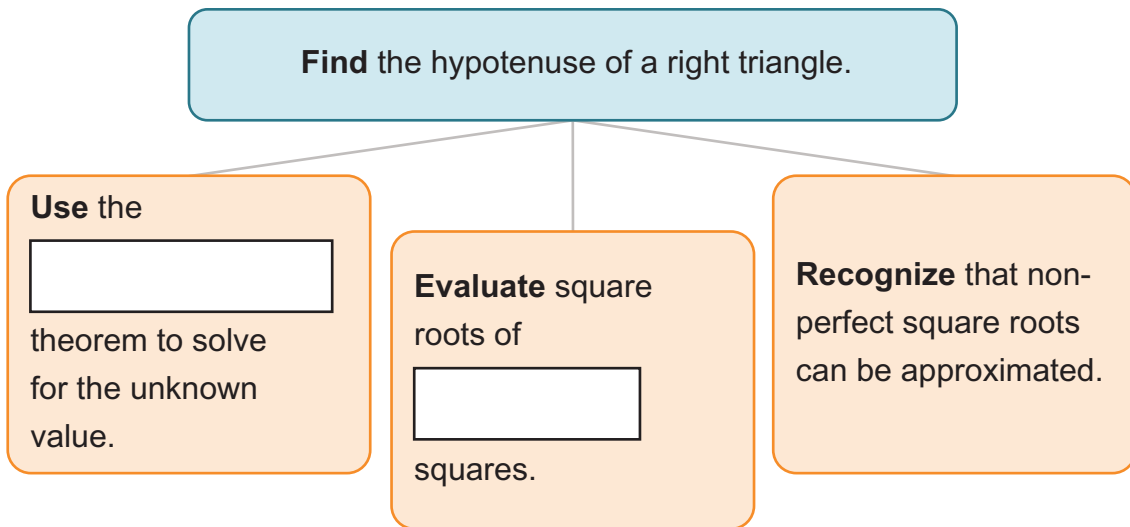 Find the hypotenuse of a right triangle.
Use the
theorem to solve
for the unknown
value.
Evaluate square
roots of
squares.
Recognize that non-
perfect square roots
can be approximated.